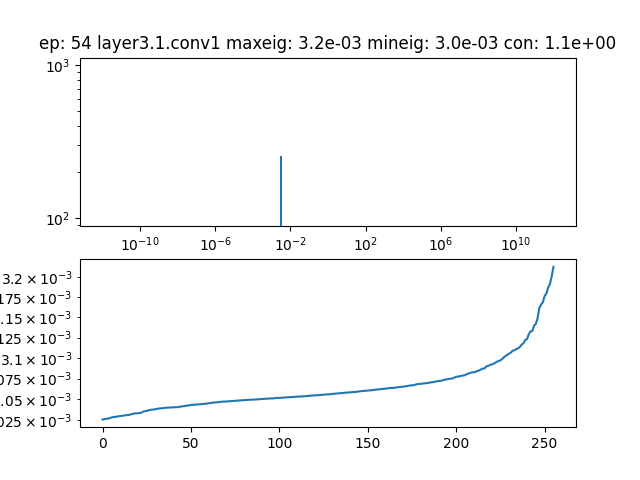 ep: 54 layer3.1.conv1 maxeig: 3.2e-03 mineig: 3.0e-03 con: 1.1e+00
10³
10²
10⁻¹⁰ 10⁻⁶ 10⁻² 10² 10⁶ 10¹⁰
3.2 × 10⁻³
175 × 10⁻³
.15 × 10⁻³
125 × 10⁻³
3.1 × 10⁻³
075 × 10⁻³
.05 × 10⁻³
025 × 10⁻³
0 50 100 150 200 250